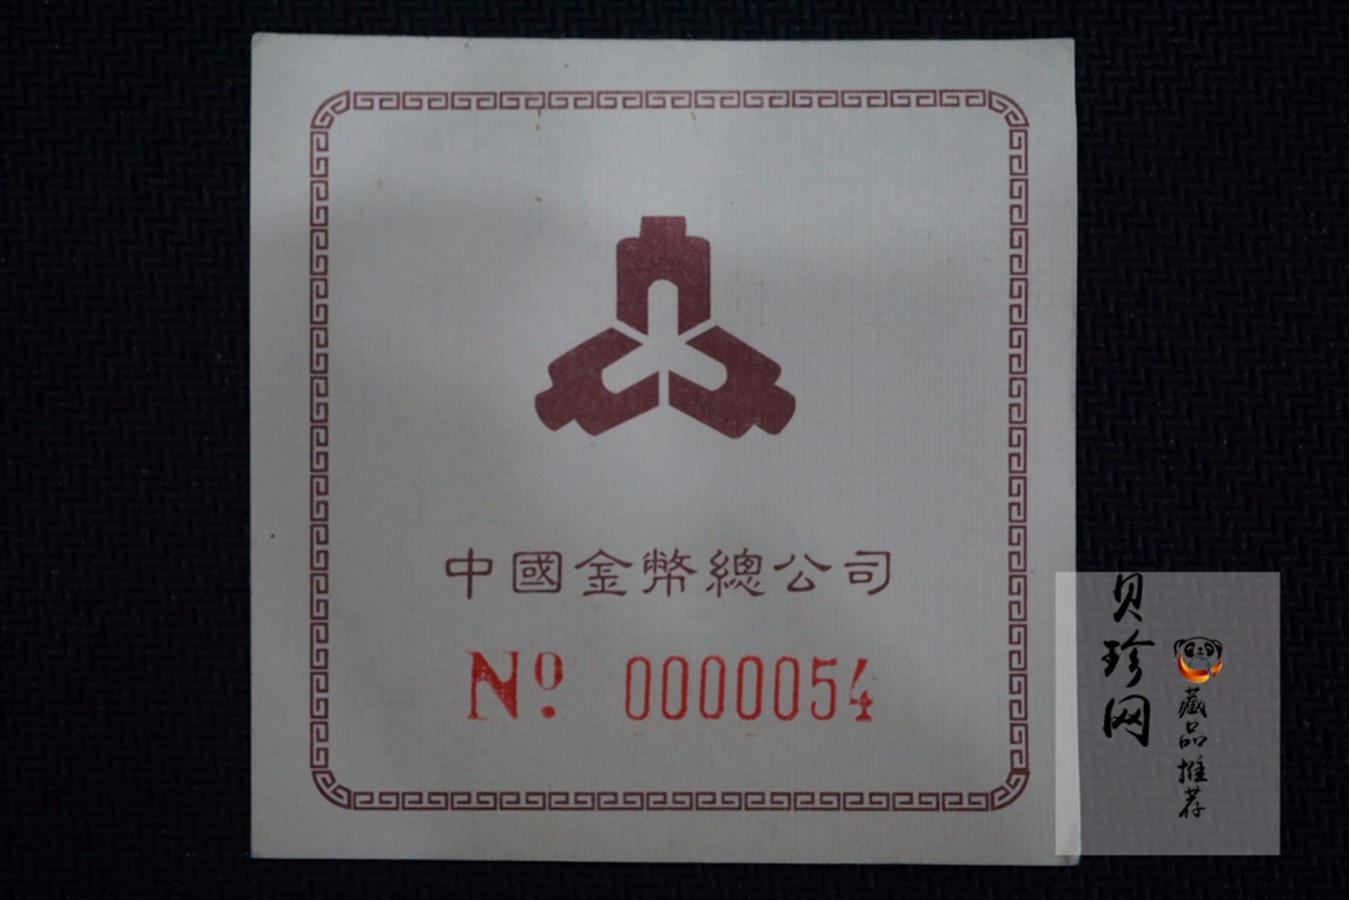 中國金幣總公司
Nº 0000054
贝珍网
藏品推荐